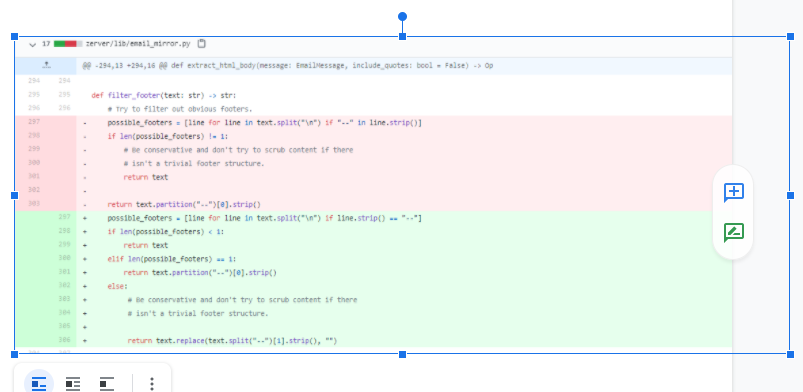 17 zerver/lib/email_mirror.py
@@ -294,13 +294,16 @@ def extract_html_body(message: EmailMessage, include_quotes: bool = False) -> Op
294 294
295 295 def filter_footer(text: str) -> str:
296 296 # Try to filter out obvious footers.
297 - possible_footers = [line for line in text.split("\n") if "--" in line.strip()]
298 - if len(possible_footers) != 1:
299 - # Be conservative and don't try to scrub content if there
300 - # isn't a trivial footer structure.
301 - return text
302 -
303 - return text.partition("--")[0].strip()
297 + possible_footers = [line for line in text.split("\n") if line.strip() == "--"]
298 + if len(possible_footers) < 1:
299 + return text
300 + elif len(possible_footers) == 1:
301 + return text.partition("--")[0].strip()
302 + else:
303 + # Be conservative and don't try to scrub content if there
304 + # isn't a trivial footer structure.
305 +
306 + return text.replace(text.split("--")[1].strip(), "")